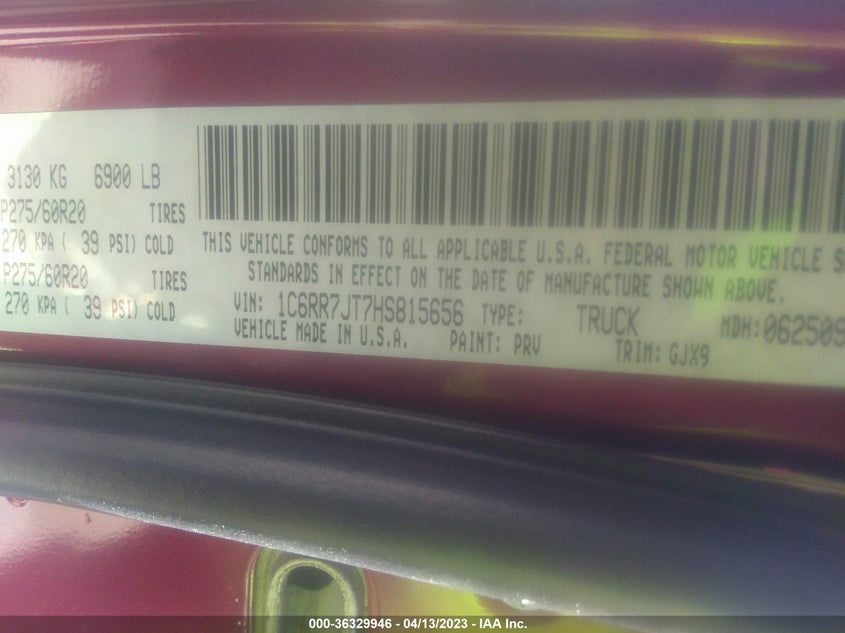 3130 KG 6900 LB
P275/60R20 TIRES
270 KPA ( 39 PSI) COLD
P275/60R20 TIRES
270 KPA ( 39 PSI) COLD
THIS VEHICLE CONFORMS TO ALL APPLICABLE U.S.A. FEDERAL MOTOR VEHICLE S
STANDARDS IN EFFECT ON THE DATE OF MANUFACTURE SHOWN ABOVE.
VIN: 1C6RR7JT7HS815656 TYPE: TRUCK MDH: 062509
VEHICLE MADE IN U.S.A. PAINT: PRV TRIM: GJX9
000-36329946 - 04/13/2023 - IAA Inc.